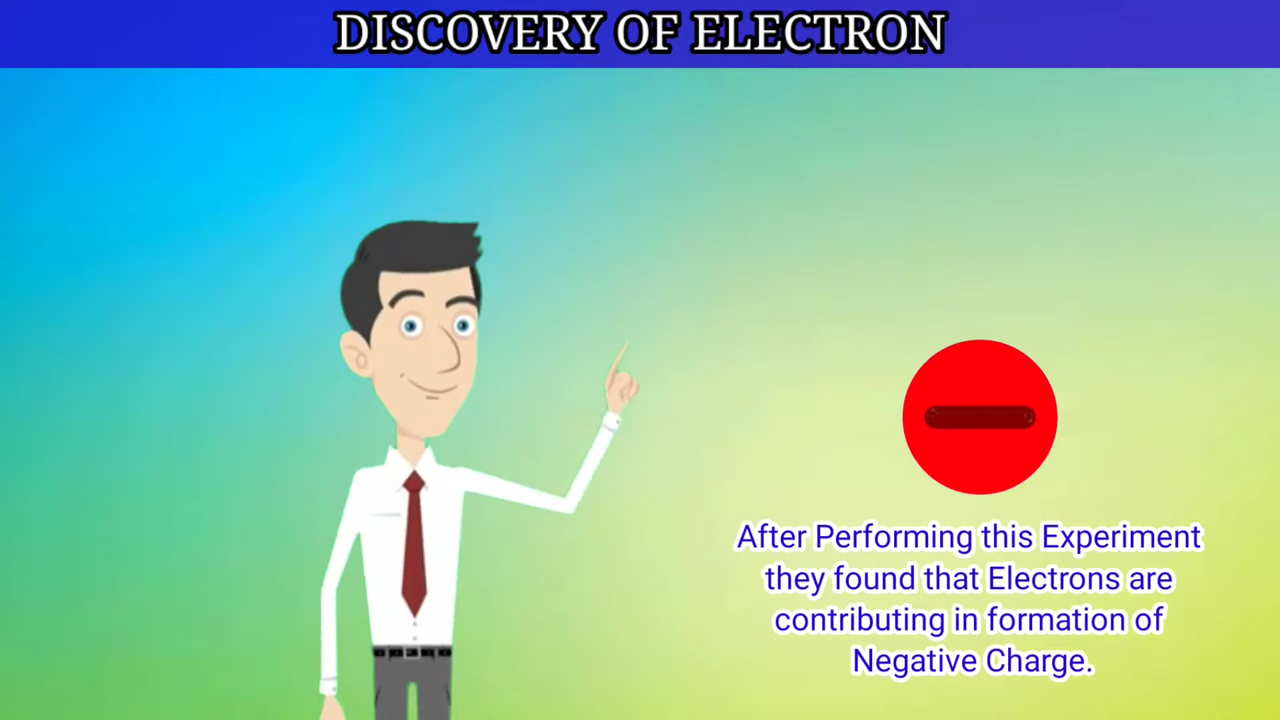 DISCOVERY OF ELECTRON
After Performing this Experiment
they found that Electrons are
contributing in formation of
Negative Charge.